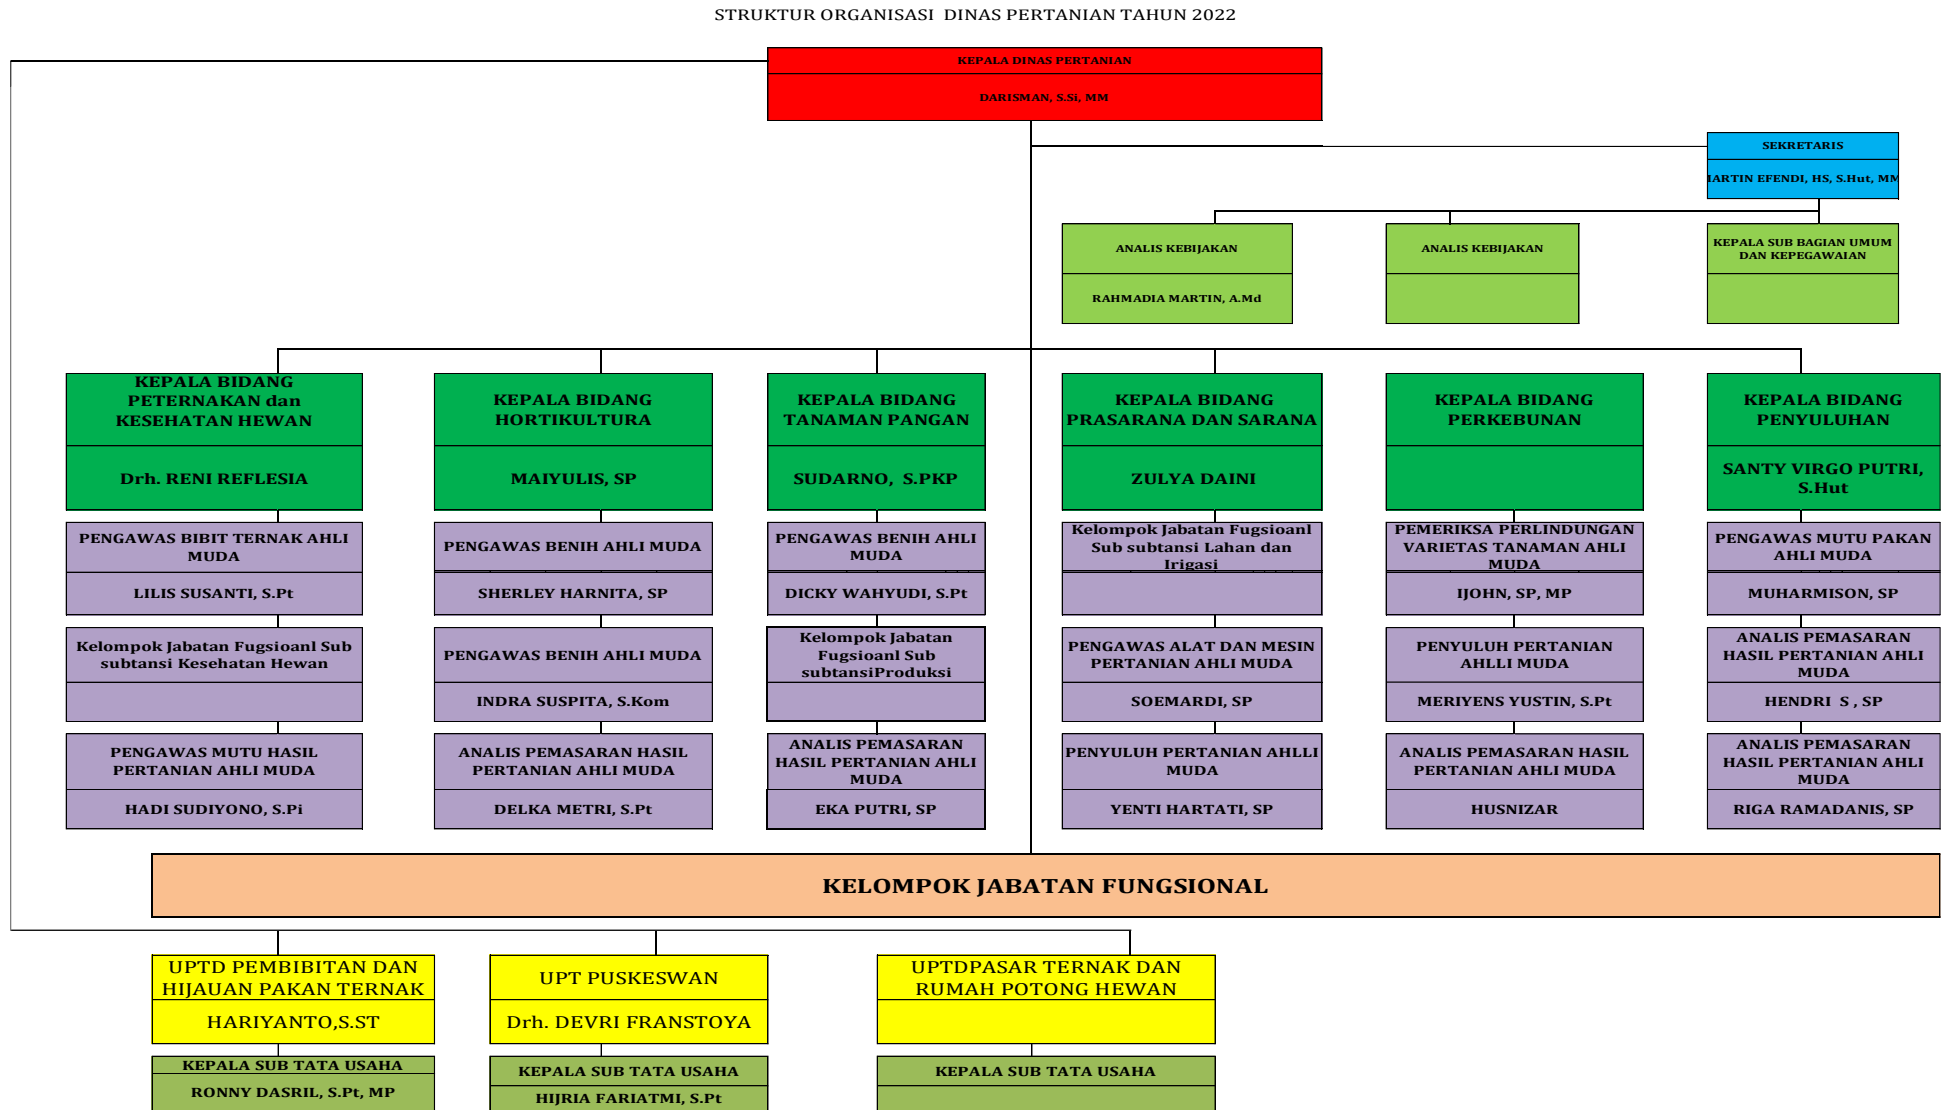 STRUKTUR ORGANISASI DINAS PERTANIAN TAHUN 2022
KEPALA DINAS PERTANIAN
DARISMAN, S.Si, MM
SEKRETARIS
IARTIN EFENDI, HS, S.Hut, MM
ANALIS KEBIJAKAN
RAHMADIA MARTIN, A.Md
ANALIS KEBIJAKAN
KEPALA SUB BAGIAN UMUM
DAN KEPEGAWAIAN
KEPALA BIDANG
PETERNAKAN dan
KESEHATAN HEWAN
Drh. RENI REFLESIA
KEPALA BIDANG
HORTIKULTURA
MAIYULIS, SP
KEPALA BIDANG
TANAMAN PANGAN
SUDARNO, S.PKP
KEPALA BIDANG
PRASARANA DAN SARANA
ZULYA DAINI
KEPALA BIDANG
PERKEBUNAN
KEPALA BIDANG
PENYULUHAN
SANTY VIRGO PUTRI,
S.Hut
PENGAWAS BIBIT TERNAK AHLI
MUDA
LILIS SUSANTI, S.Pt
PENGAWAS BENIH AHLI MUDA
SHERLEY HARNITA, SP
PENGAWAS BENIH AHLI
MUDA
DICKY WAHYUDI, S.Pt
Kelompok Jabatan Fugsioanl
Sub subtansi Lahan dan
Irigasi
PEMERIKSA PERLINDUNGAN
VARIETAS TANAMAN AHLI
MUDA
IJOHN, SP, MP
PENGAWAS MUTU PAKAN
AHLI MUDA
MUHARMISON, SP
Kelompok Jabatan Fugsioanl Sub
subtansi Kesehatan Hewan
PENGAWAS BENIH AHLI MUDA
INDRA SUSPITA, S.Kom
Kelompok Jabatan
Fugsioanl Sub
subtansiProduksi
PENGAWAS ALAT DAN MESIN
PERTANIAN AHLI MUDA
SOEMARDI, SP
PENYULUH PERTANIAN
AHLLI MUDA
MERIYENS YUSTIN, S.Pt
ANALIS PEMASARAN
HASIL PERTANIAN AHLI
MUDA
HENDRI S , SP
PENGAWAS MUTU HASIL
PERTANIAN AHLI MUDA
HADI SUDIYONO, S.Pi
ANALIS PEMASARAN HASIL
PERTANIAN AHLI MUDA
DELKA METRI, S.Pt
ANALIS PEMASARAN
HASIL PERTANIAN AHLI
MUDA
EKA PUTRI, SP
PENYULUH PERTANIAN AHLLI
MUDA
YENTI HARTATI, SP
ANALIS PEMASARAN HASIL
PERTANIAN AHLI MUDA
HUSNIZAR
ANALIS PEMASARAN
HASIL PERTANIAN AHLI
MUDA
RIGA RAMADANIS, SP
KELOMPOK JABATAN FUNGSIONAL
UPTD PEMBIBITAN DAN
HIJAUAN PAKAN TERNAK
HARIYANTO,S.ST
UPT PUSKESWAN
Drh. DEVRI FRANSTOYA
UPTDPASAR TERNAK DAN
RUMAH POTONG HEWAN
KEPALA SUB TATA USAHA
RONNY DASRIL, S.Pt, MP
KEPALA SUB TATA USAHA
HIJRIA FARIATMI, S.Pt
KEPALA SUB TATA USAHA